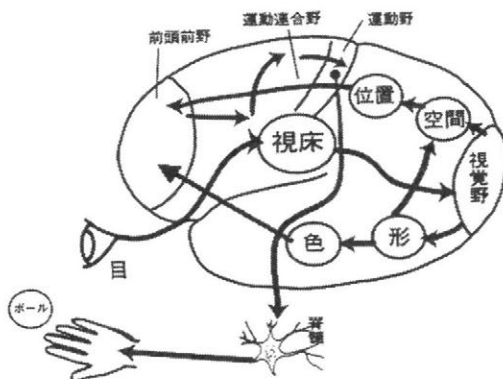 運動連合野
運動野
前頭前野
位置
空間
視床
視覚野
色
形
目
ボール
脊髄